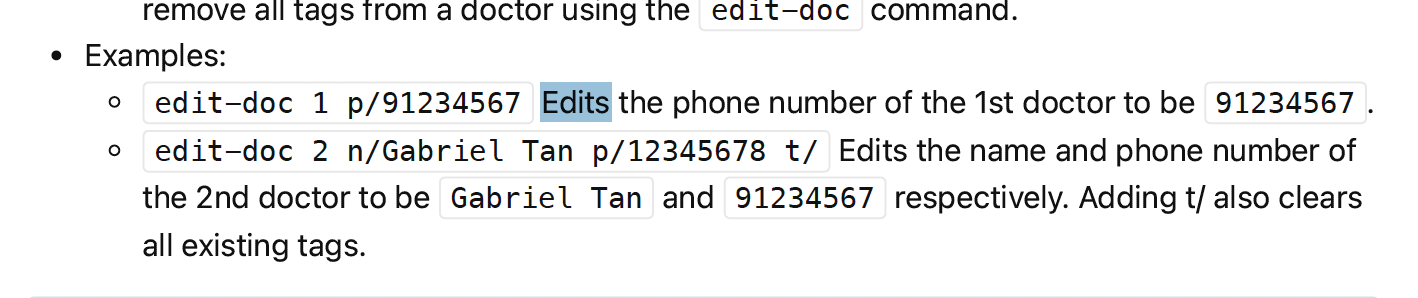 remove all tags from a doctor using the edit-doc command.
• Examples:
◦ edit-doc 1 p/91234567 Edits the phone number of the 1st doctor to be 91234567.
◦ edit-doc 2 n/Gabriel Tan p/12345678 t/ Edits the name and phone number of
the 2nd doctor to be Gabriel Tan and 91234567 respectively. Adding t/ also clears
all existing tags.